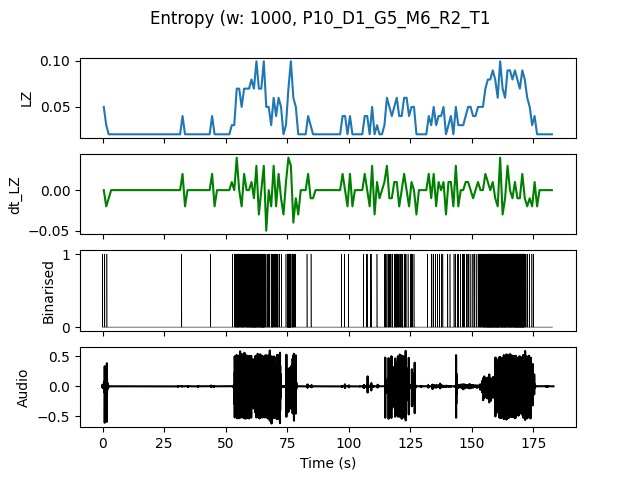 Entropy (w: 1000, P10_D1_G5_M6_R2_T1
0.10
0.05
LZ
0.00
−0.05
dt_LZ
1
0
Binarised
0.5
0.0
−0.5
Audio
0 25 50 75 100 125 150 175
Time (s)